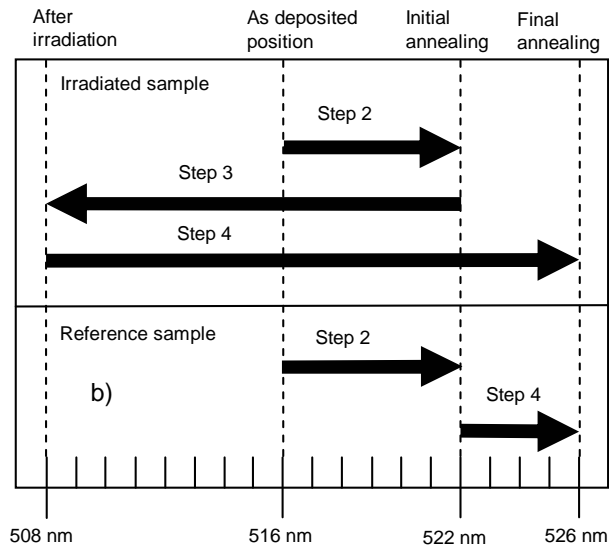 After irradiation
As deposited position
Initial annealing
Final annealing
Irradiated sample
Step 2
Step 3
Step 4
Reference sample
Step 2
b)
Step 4
508 nm
516 nm
522 nm
526 nm